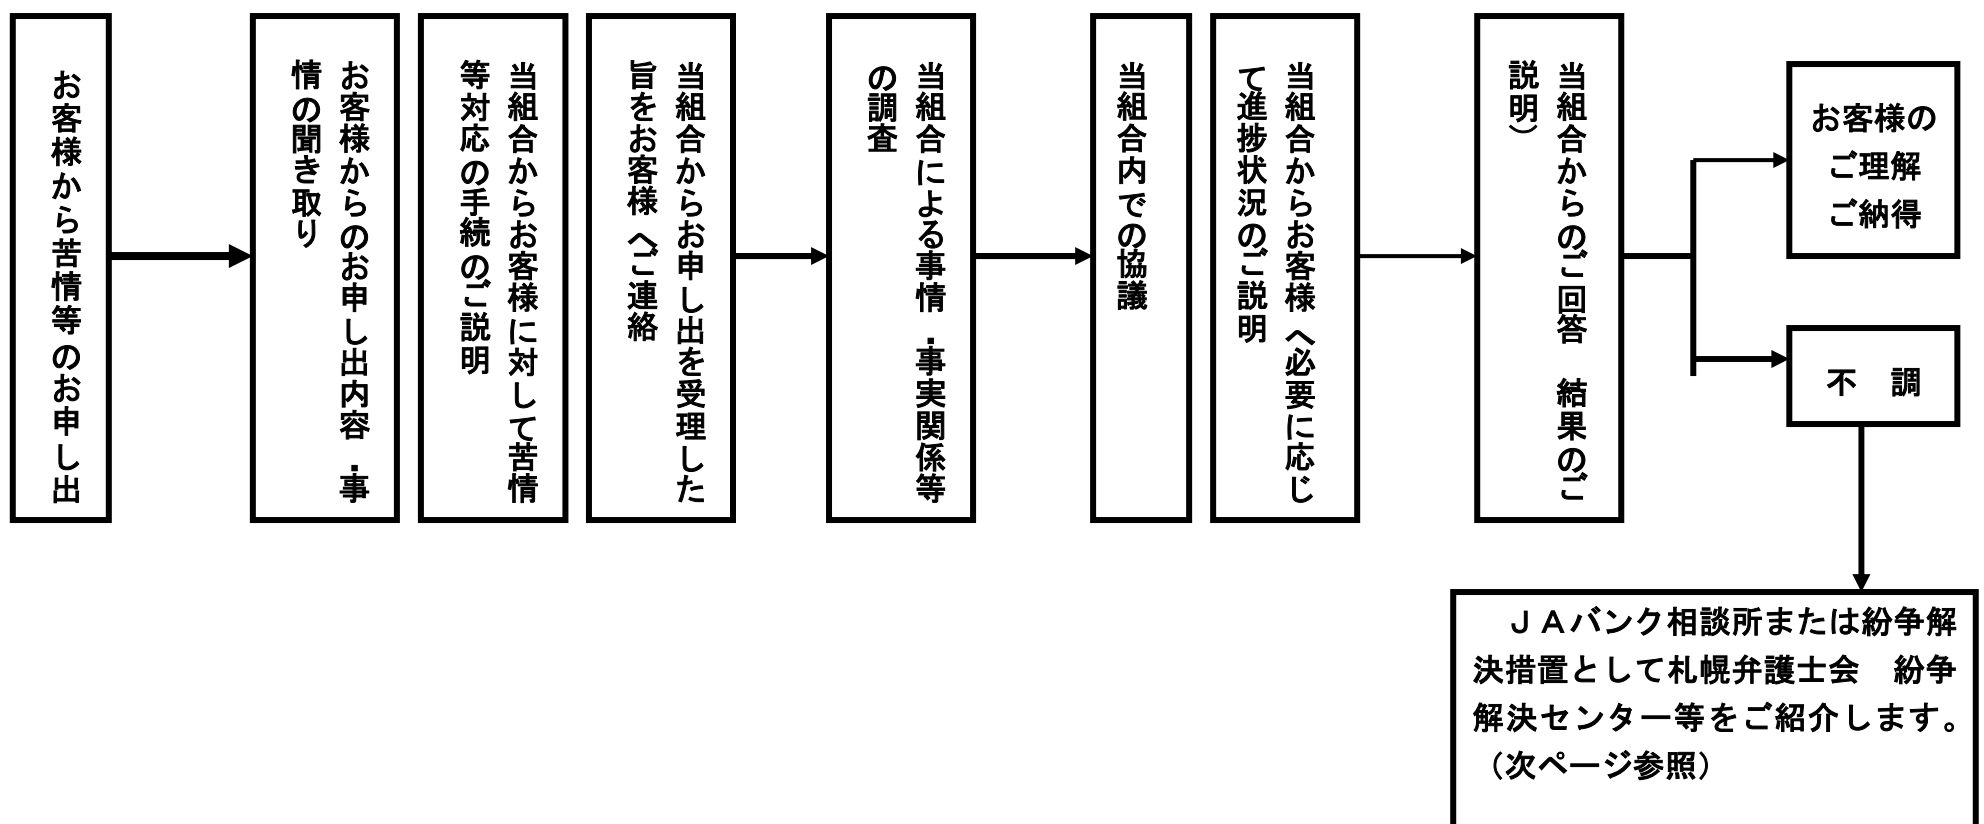 お客様から苦情等のお申し出
お客様からのお申し出内容・事
情の聞き取り
当組合からお客様に対して苦情
等対応の手続のご説明
当組合からお申し出を受理した
旨をお客様へご連絡
当組合による事情・事実関係等
の調査
当組合内での協議
当組合からお客様へ必要に応じ
て進捗状況のご説明
当組合からのご回答 結果のご
説明）
お客様の
ご理解
ご納得
不 調
ＪＡバンク相談所または紛争解
決措置として札幌弁護士会 紛争
解決センター等をご紹介します。
（次ページ参照）